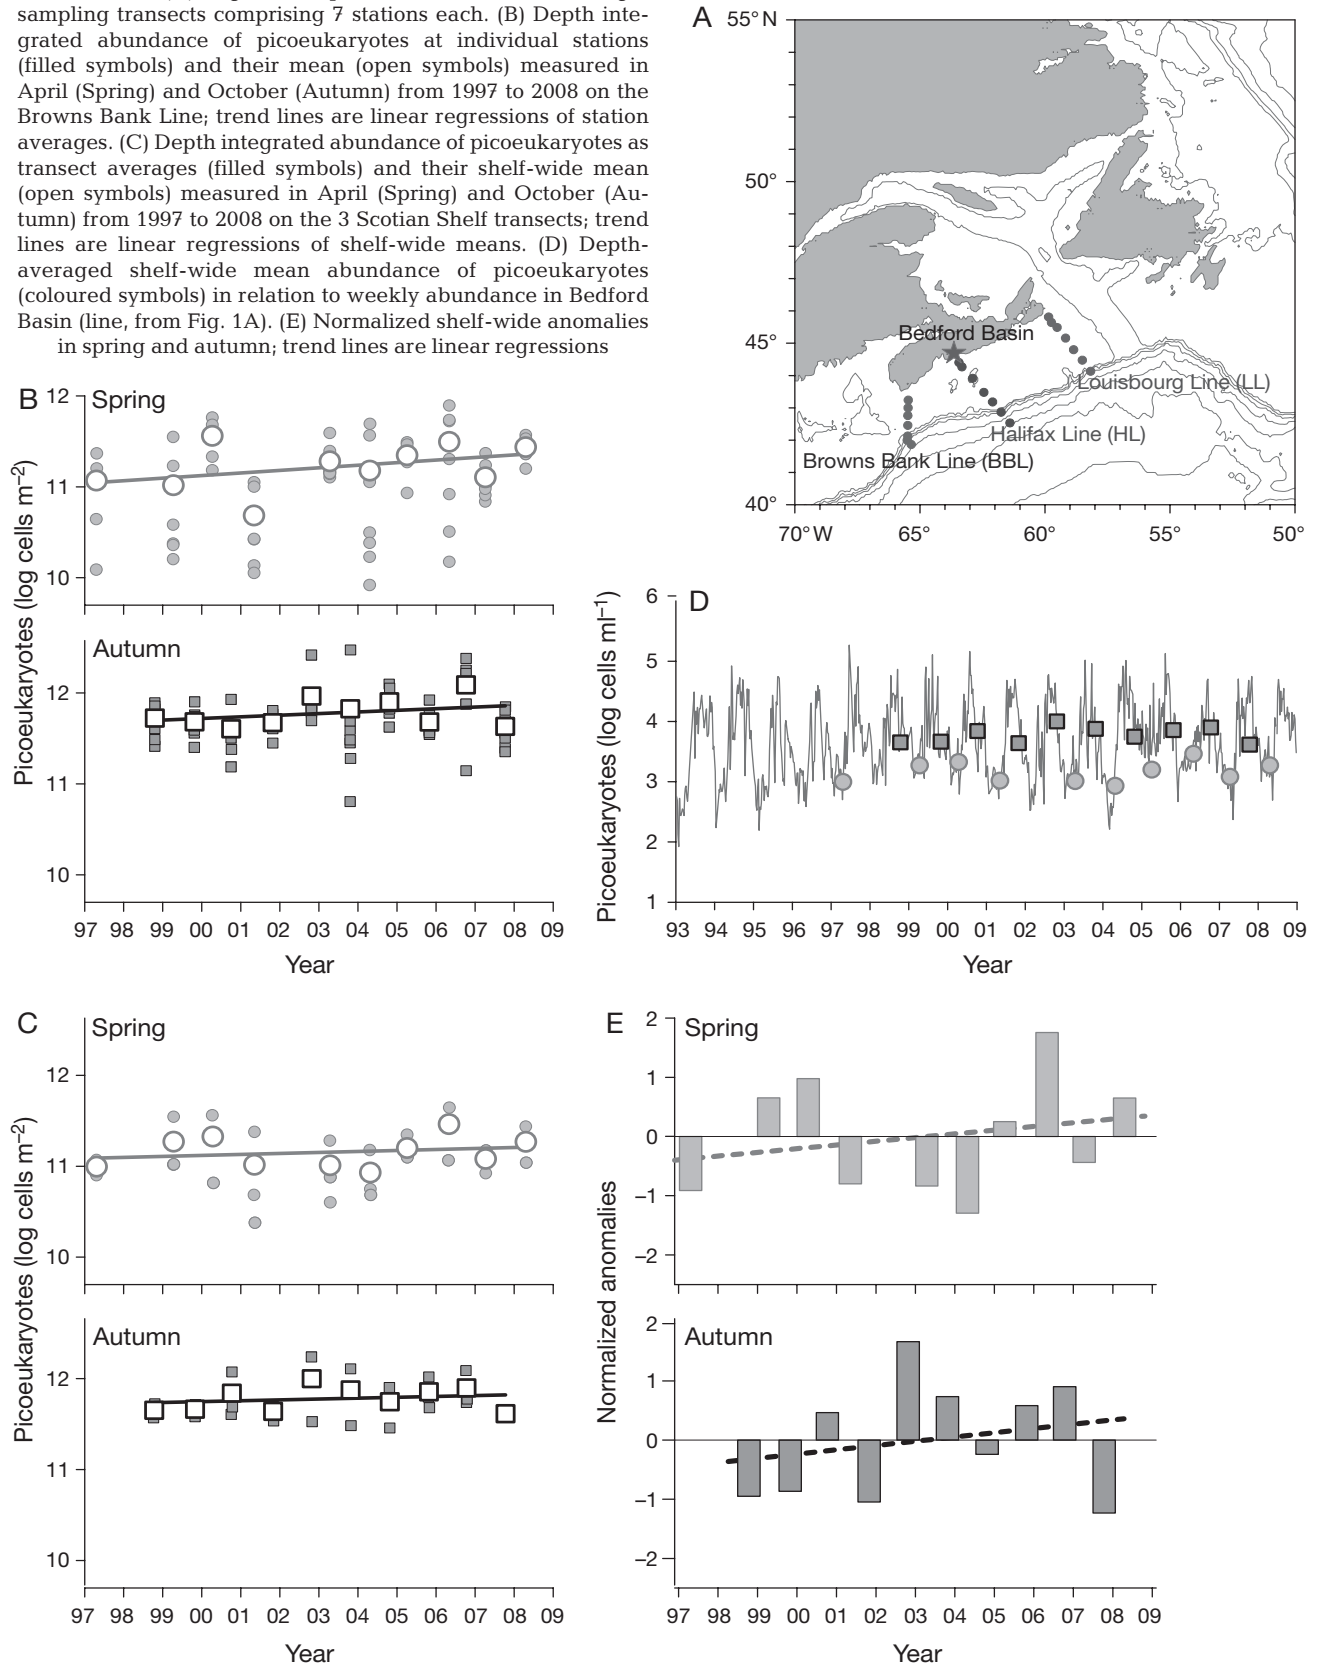 sampling transects comprising 7 stations each. (B) Depth inte-
grated abundance of picoeukaryotes at individual stations
(filled symbols) and their mean (open symbols) measured in
April (Spring) and October (Autumn) from 1997 to 2008 on the
Browns Bank Line; trend lines are linear regressions of station
averages. (C) Depth integrated abundance of picoeukaryotes as
transect averages (filled symbols) and their shelf-wide mean
(open symbols) measured in April (Spring) and October (Au-
tumn) from 1997 to 2008 on the 3 Scotian Shelf transects; trend
lines are linear regressions of shelf-wide means. (D) Depth-
averaged shelf-wide mean abundance of picoeukaryotes
(coloured symbols) in relation to weekly abundance in Bedford
Basin (line, from Fig. 1A). (E) Normalized shelf-wide anomalies
in spring and autumn; trend lines are linear regressions
A
55° N
50°
45°
40°
Bedford Basin
Louisbourg Line (LL)
Halifax Line (HL)
Browns Bank Line (BBL)
70° W 65° 60° 55° 50°
B
Spring
12
11
10
Autumn
12
11
10
Picoeukaryotes (log cells m–2)
97 98 99 00 01 02 03 04 05 06 07 08 09
Year
D
6
5
4
3
2
1
Picoeukaryotes (log cells ml–1)
93 94 95 96 97 98 99 00 01 02 03 04 05 06 07 08 09
Year
C
Spring
12
11
10
Autumn
12
11
10
Picoeukaryotes (log cells m–2)
97 98 99 00 01 02 03 04 05 06 07 08 09
Year
E
Spring
2
1
0
–1
–2
Autumn
2
1
0
–1
–2
Normalized anomalies
97 98 99 00 01 02 03 04 05 06 07 08 09
Year